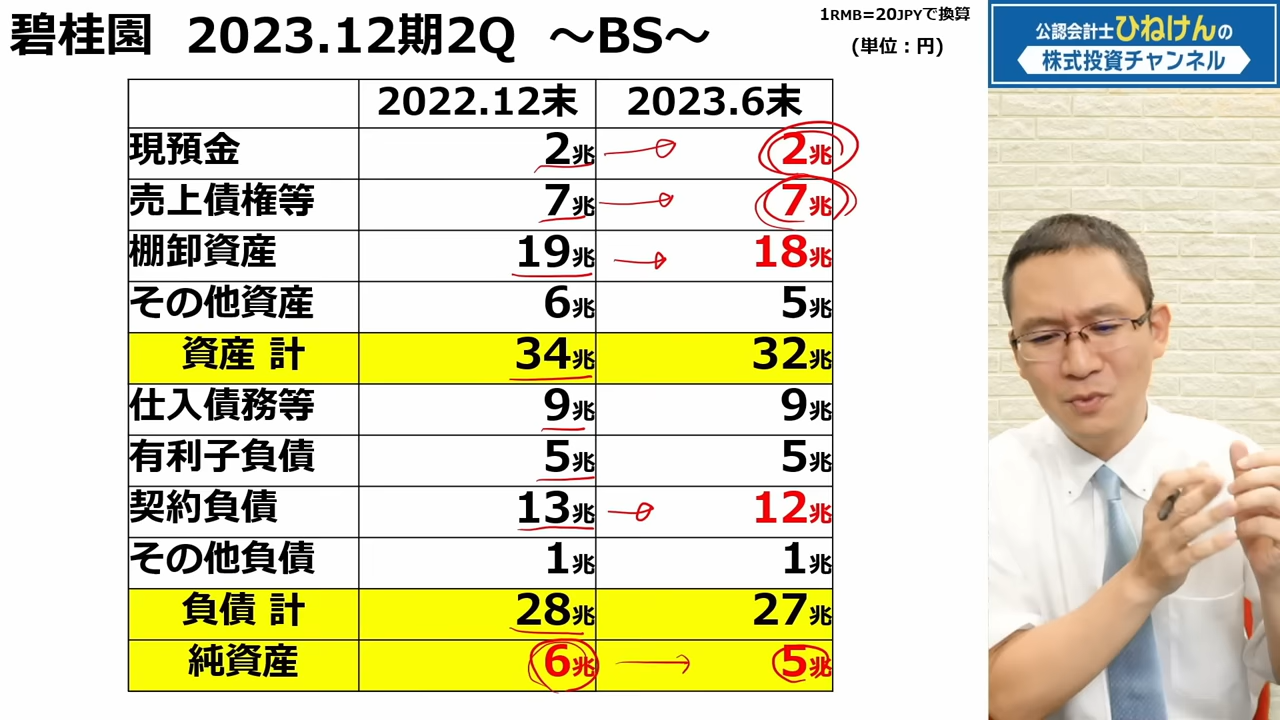 碧桂園 2023.12期2Q ～BS～
1RMB=20JPYで換算
(単位：円)
公認会計士ひねけんの
株式投資チャンネル
2022.12末 2023.6末
現預金 2兆 2兆
売上債権等 7兆 7兆
棚卸資産 19兆 18兆
その他資産 6兆 5兆
資産 計 34兆 32兆
仕入債務等 9兆 9兆
有利子負債 5兆 5兆
契約負債 13兆 12兆
その他負債 1兆 1兆
負債 計 28兆 27兆
純資産 6兆 5兆